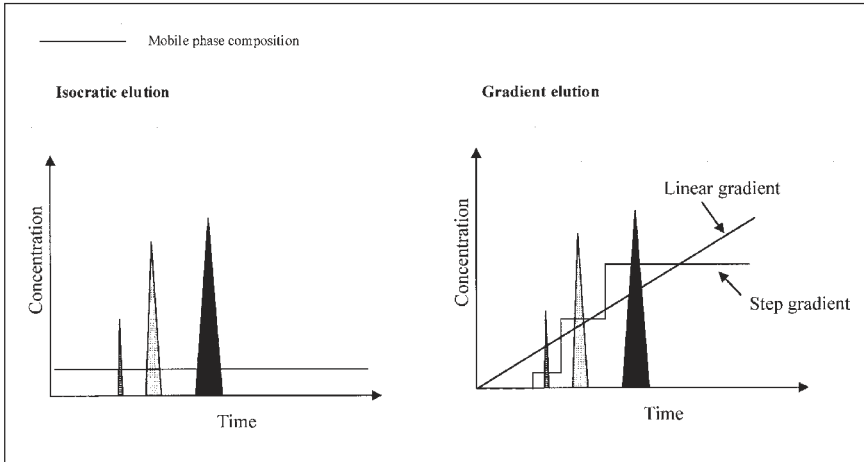 Mobile phase composition
Isocratic elution
Gradient elution
Concentration
Time
Concentration
Linear gradient
Step gradient
Time